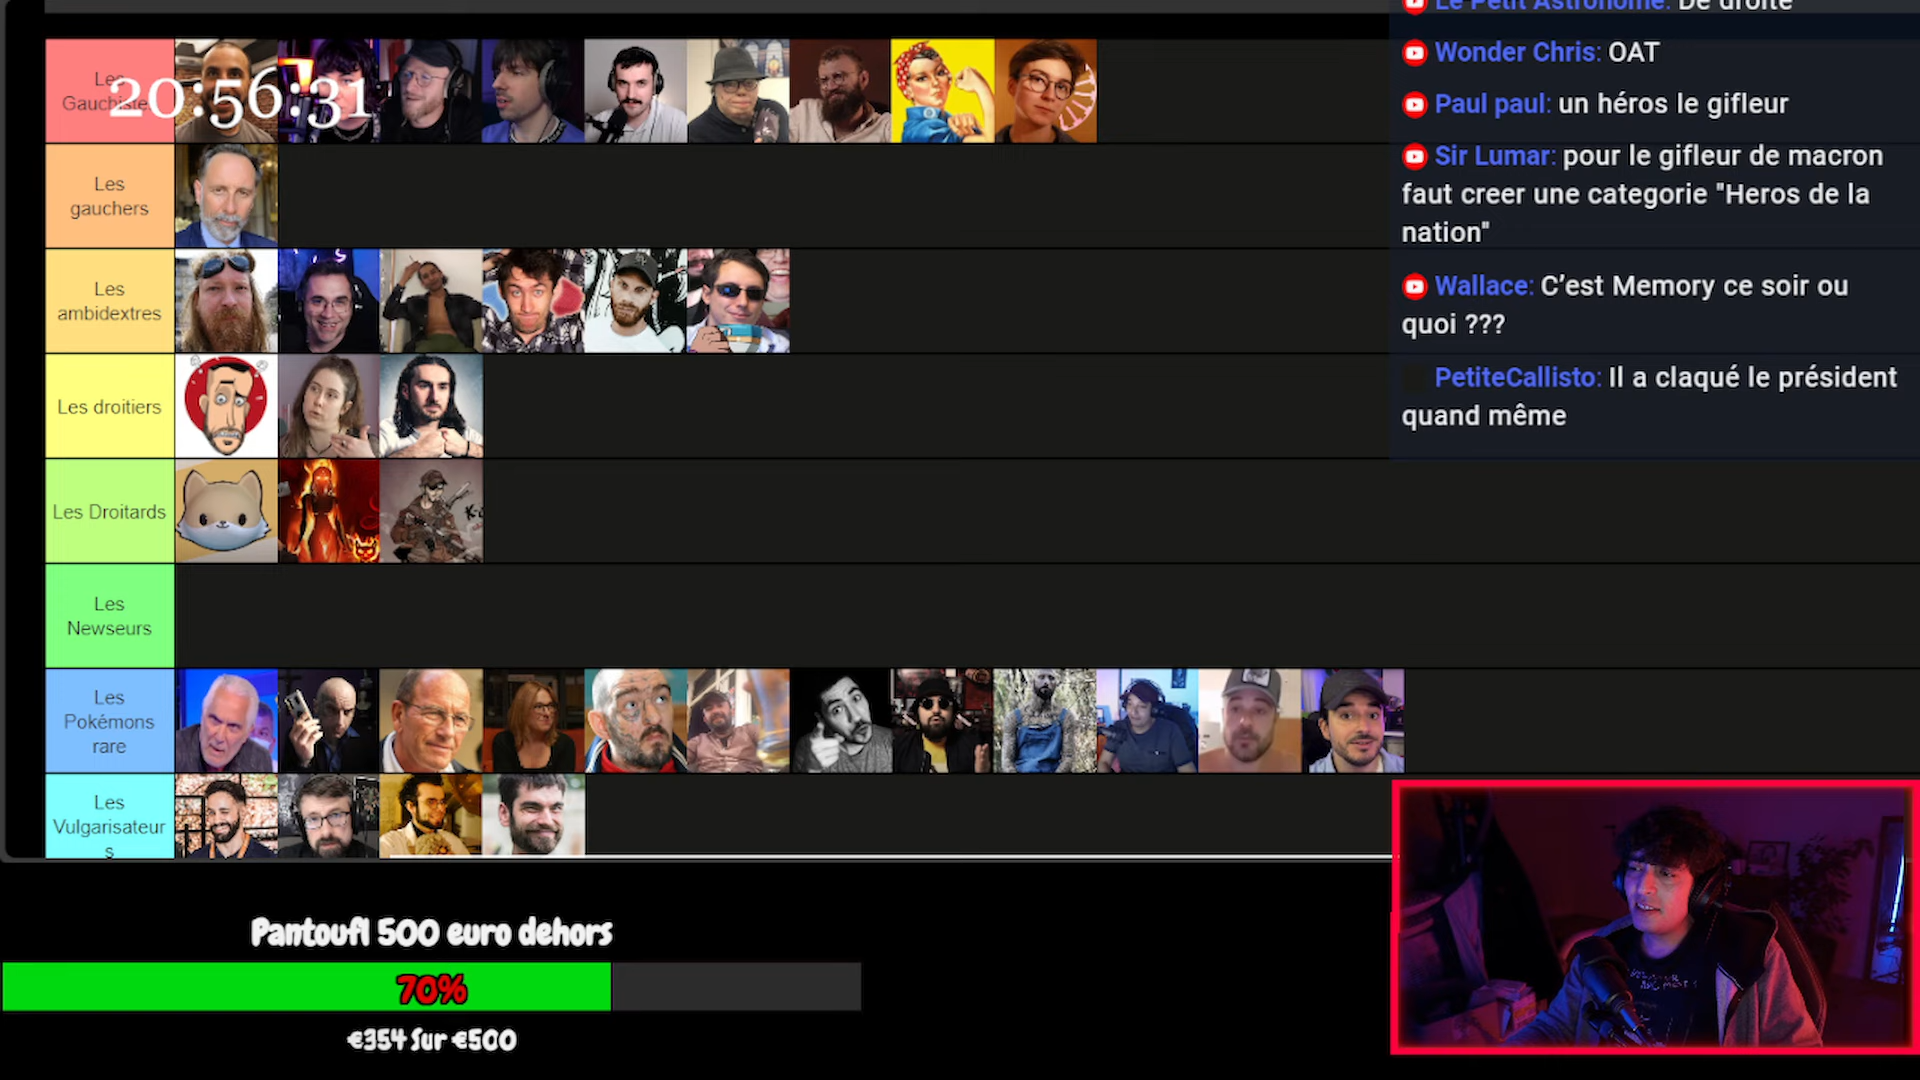 Les
Gauchistes
20:56:31
Les
gauchers
Les
ambidextres
Les droitiers
Les Droitards
Les
Newseurs
Les
Pokémons
rare
Les
Vulgarisateur
s
Le Petit Astronome: De droite
Wonder Chris: OAT
Paul paul: un héros le gifleur
Sir Lumar: pour le gifleur de macron
faut creer une categorie "Heros de la
nation"
Wallace: C’est Memory ce soir ou
quoi ???
PetiteCallisto: Il a claqué le président
quand même
Pantoufl 500 euro dehors
70%
€354 Sur €500